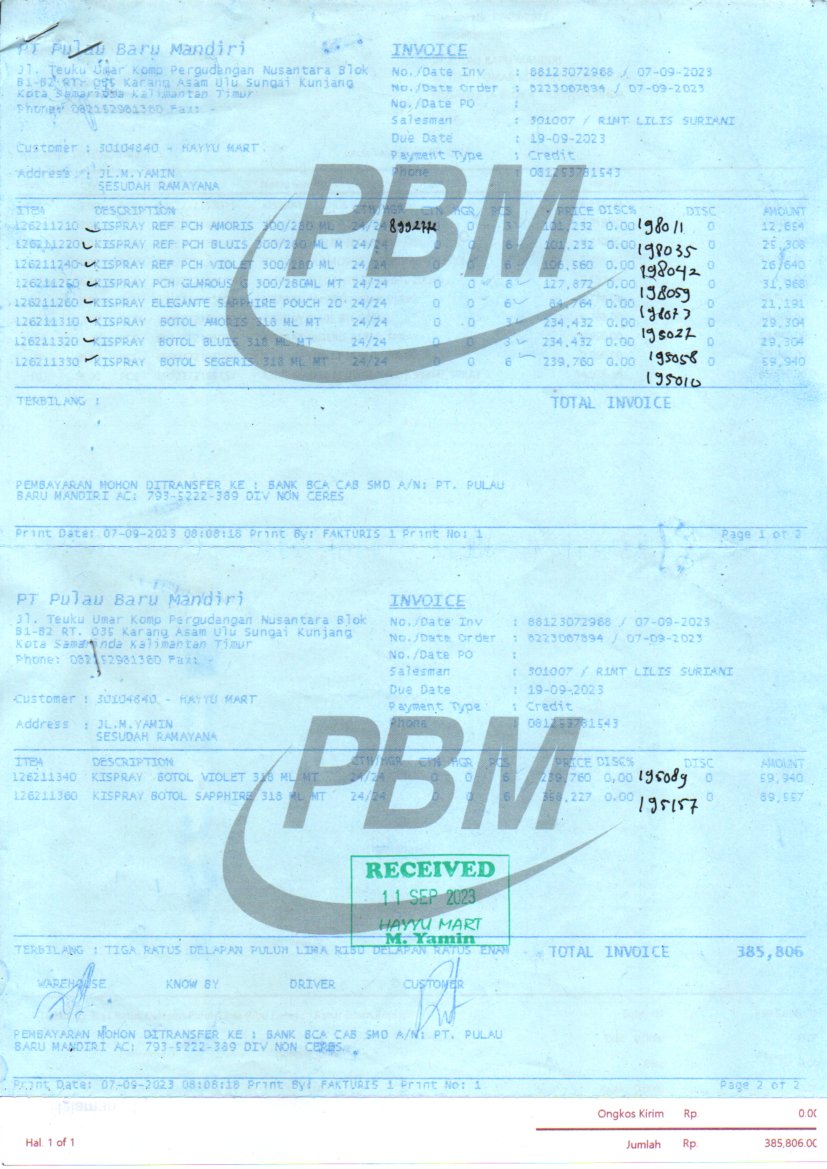 PT Pulau Baru Mandiri
INVOICE
Jl. Teuku Umar Komp Pergudangan Nusantara Blok
B1-B2 RT. 035 Karang Asam Ulu Sungai Kunjang
Kota Samarinda Kalimantan Timur
Phone: 082152981360 Fax: -
No./Date Inv : 88123072968 / 07-09-2023
No./Date Order : 8223067894 / 07-09-2023
No./Date PO :
Salesman : 301007 / R1MT LILIS SURIANI
Due Date : 19-09-2023
Payment Type : Credit
Phone : 081253781543
Customer : 30104840 - HAYYU MART
Address : JL.M.YAMIN
SESUDAH RAMAYANA
PBM
ITEM DESCRIPTION CTN/MGR CTN MGR PCS PRICE DISC% DISC AMOUNT
126211210 KISPRAY REF PCH AMORIS 300/280 ML 24/24 8992772 0 3 101,232 0.00 198011 0 12,654
126211220 KISPRAY REF PCH BLUIS 300/280 ML M 24/24 0 0 6 101,232 0.00 198035 0 25,308
126211240 KISPRAY REF PCH VIOLET 300/280 ML 24/24 0 0 6 106,560 0.00 198042 0 26,640
126211250 KISPRAY PCH GLMROUS G 300/280ML MT 24/24 0 0 6 127,872 0.00 198059 0 31,968
126211260 KISPRAY ELEGANTE SAPPHIRE POUCH 20 24/24 0 0 6 84,764 0.00 198073 0 21,191
126211310 KISPRAY BOTOL AMORIS 318 ML MT 24/24 0 0 3 234,432 0.00 195027 0 29,304
126211320 KISPRAY BOTOL BLUIS 318 ML MT 24/24 0 0 3 234,432 0.00 195058 0 29,304
126211330 KISPRAY BOTOL SEGERIS 318 ML MT 24/24 0 0 6 239,760 0.00 195010 0 59,940
TERBILANG :
TOTAL INVOICE
PEMBAYARAN MOHON DITRANSFER KE : BANK BCA CAB SMD A/N: PT. PULAU
BARU MANDIRI AC: 793-5222-389 DIV NON CERES
Print Date: 07-09-2023 08:08:18 Print By: FAKTURIS 1 Print No: 1 Page 1 of 2
PT Pulau Baru Mandiri
INVOICE
Jl. Teuku Umar Komp Pergudangan Nusantara Blok
B1-B2 RT. 035 Karang Asam Ulu Sungai Kunjang
Kota Samarinda Kalimantan Timur
Phone: 082152981360 Fax: -
No./Date Inv : 88123072968 / 07-09-2023
No./Date Order : 8223067894 / 07-09-2023
No./Date PO :
Salesman : 301007 / R1MT LILIS SURIANI
Due Date : 19-09-2023
Payment Type : Credit
Phone : 081253781543
Customer : 30104840 - HAYYU MART
Address : JL.M.YAMIN
SESUDAH RAMAYANA
PBM
ITEM DESCRIPTION CTN/MGR CTN MGR PCS PRICE DISC% DISC AMOUNT
126211340 KISPRAY BOTOL VIOLET 318 ML MT 24/24 0 0 6 239,760 0.00 195089 0 59,940
126211360 KISPRAY BOTOL SAPPHIRE 318 ML MT 24/24 0 0 6 358,227 0.00 195157 0 89,557
RECEIVED
11 SEP 2023
HAYYU MART
M. Yamin
TERBILANG : TIGA RATUS DELAPAN PULUH LIMA RIBU DELAPAN RATUS ENAM TOTAL INVOICE 385,806
WAREHOUSE KNOW BY DRIVER CUSTOMER
PEMBAYARAN MOHON DITRANSFER KE : BANK BCA CAB SMD A/N: PT. PULAU
BARU MANDIRI AC: 793-5222-389 DIV NON CERES
Print Date: 07-09-2023 08:08:18 Print By: FAKTURIS 1 Print No: 1 Page 2 of 2
Ongkos Kirim Rp 0.00
Hal. 1 of 1
Jumlah Rp. 385,806.00